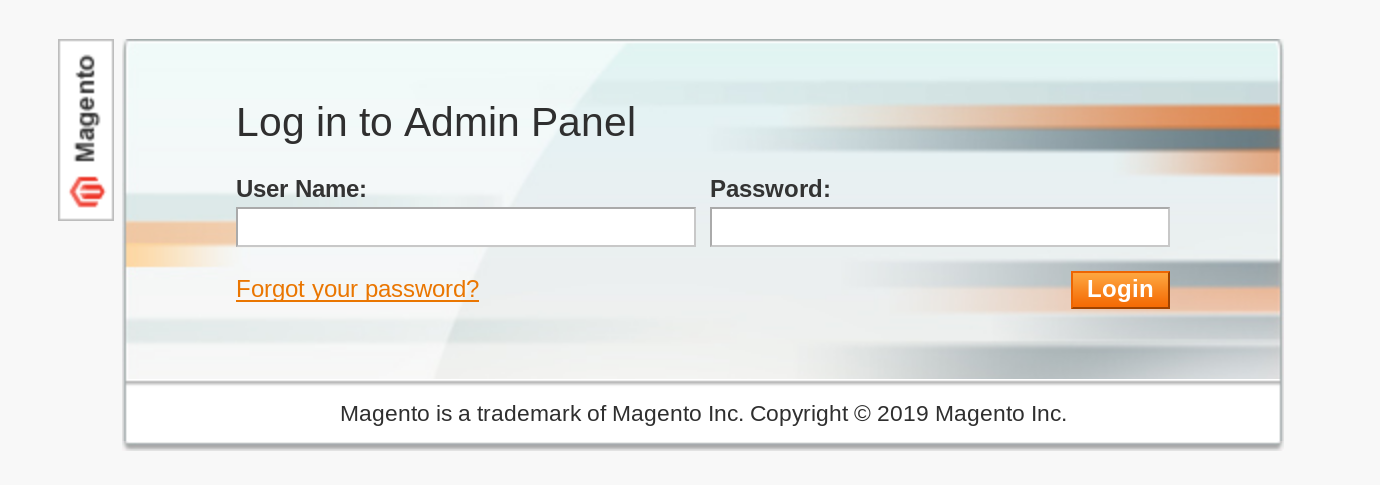 Magento
Log in to Admin Panel
User Name:
Password:
Forgot your password?
Login
Magento is a trademark of Magento Inc. Copyright © 2019 Magento Inc.